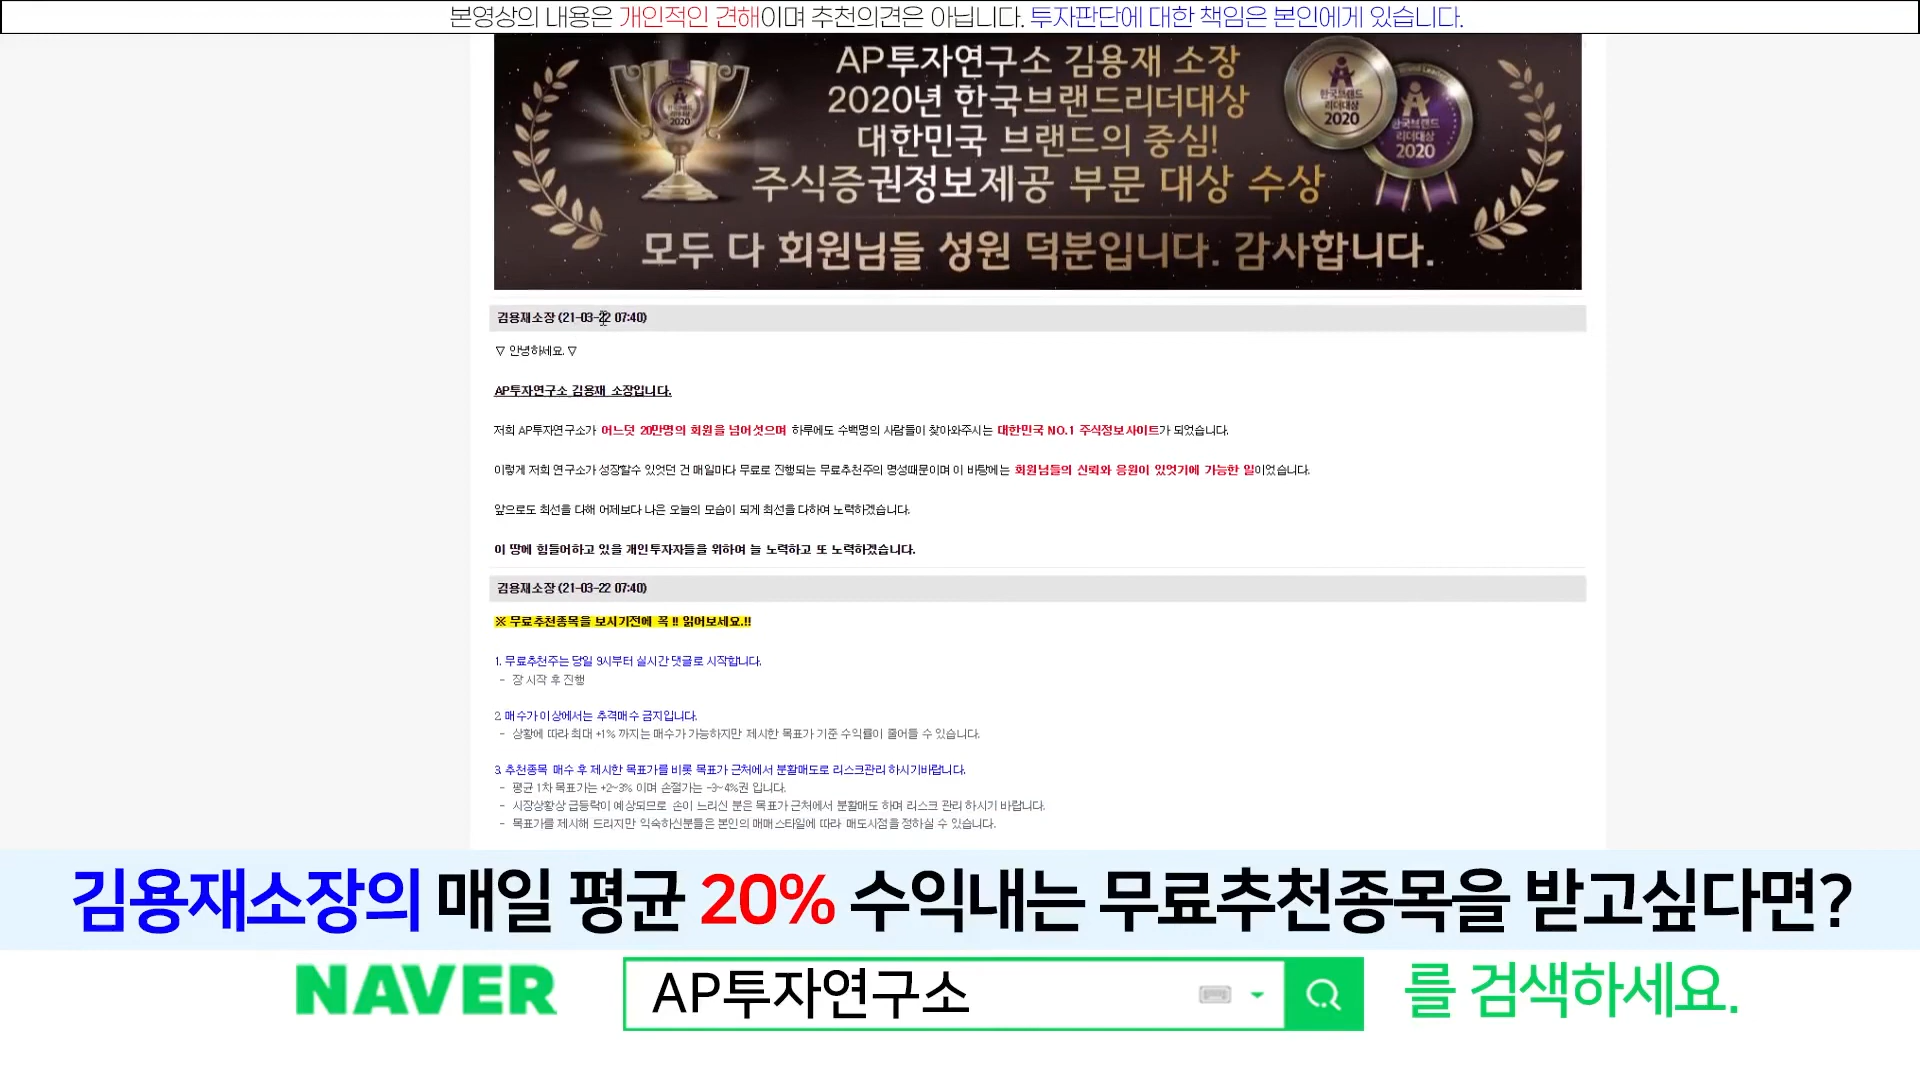 본영상의 내용은 개인적인 견해이며 추천의견은 아닙니다. 투자판단에 대한 책임은 본인에게 있습니다.
AP투자연구소 김용재 소장
2020년 한국브랜드리더대상
대한민국 브랜드의 중심!
주식증권정보제공 부문 대상 수상
모두 다 회원님들 성원 덕분입니다. 감사합니다.
한국브랜드
리더대상
2020
한국브랜드
리더대상
2020
김용재소장 (21-03-22 07:40)
▽ 안녕하세요. ▽
AP투자연구소 김용재 소장입니다.
저희 AP투자연구소가 어느덧 20만명의 회원을 넘어섯으며 하루에도 수백명의 사람들이 찾아와주시는 대한민국 NO.1 주식정보사이트가 되었습니다.
이렇게 저희 연구소가 성장할수 있엇던 건 매일마다 무료로 진행되는 무료추천주의 명성때문이며 이 바탕에는 회원님들의 신뢰와 응원이 있엇기에 가능한 일이었습니다.
앞으로도 최선을 다해 어제보다 나은 오늘의 모습이 되게 최선을 다하여 노력하겠습니다.
이 땅에 힘들어하고 있을 개인투자자들을 위하여 늘 노력하고 또 노력하겠습니다.
김용재소장 (21-03-22 07:40)
※ 무료추천종목을 보시기전에 꼭 !! 읽어보세요.!!
1. 무료추천주는 당일 9시부터 실시간 댓글로 시작합니다.
- 장 시작 후 진행
2. 매수가 이상에서는 추격매수 금지입니다.
- 상황에 따라 최대 +1% 까지는 매수가 가능하지만 제시한 목표가 기준 수익률이 줄어들 수 있습니다.
3. 추천종목 매수 후 제시한 목표가를 비롯 목표가 근처에서 분활매도로 리스크관리 하시기바랍니다.
- 평균 1차 목표가는 +2~3% 이며 손절가는 -3~4%권 입니다.
- 시장상황상 급등락이 예상되므로 손이 느리신 분은 목표가 근처에서 분활매도 하며 리스크 관리 하시기 바랍니다.
- 목표가를 제시해 드리지만 익숙하신분들은 본인의 매매스타일에 따라 매도시점을 정하실 수 있습니다.
김용재소장의 매일 평균 20% 수익내는 무료추천종목을 받고싶다면?
NAVER AP투자연구소 를 검색하세요.